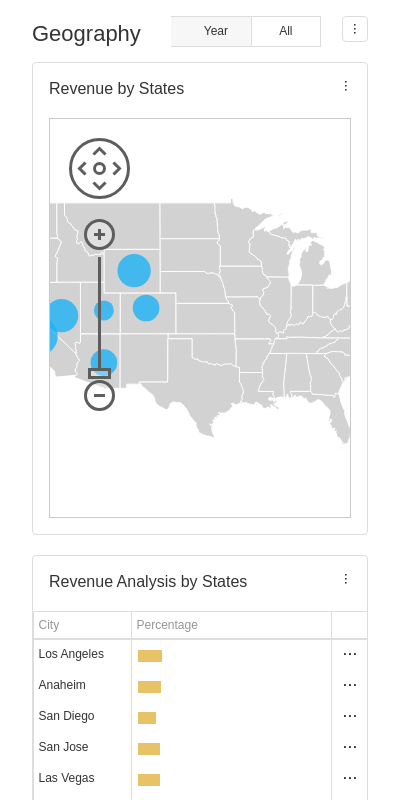 Geography
Year
All
Revenue by States
Revenue Analysis by States
City
Percentage
Los Angeles
Anaheim
San Diego
San Jose
Las Vegas